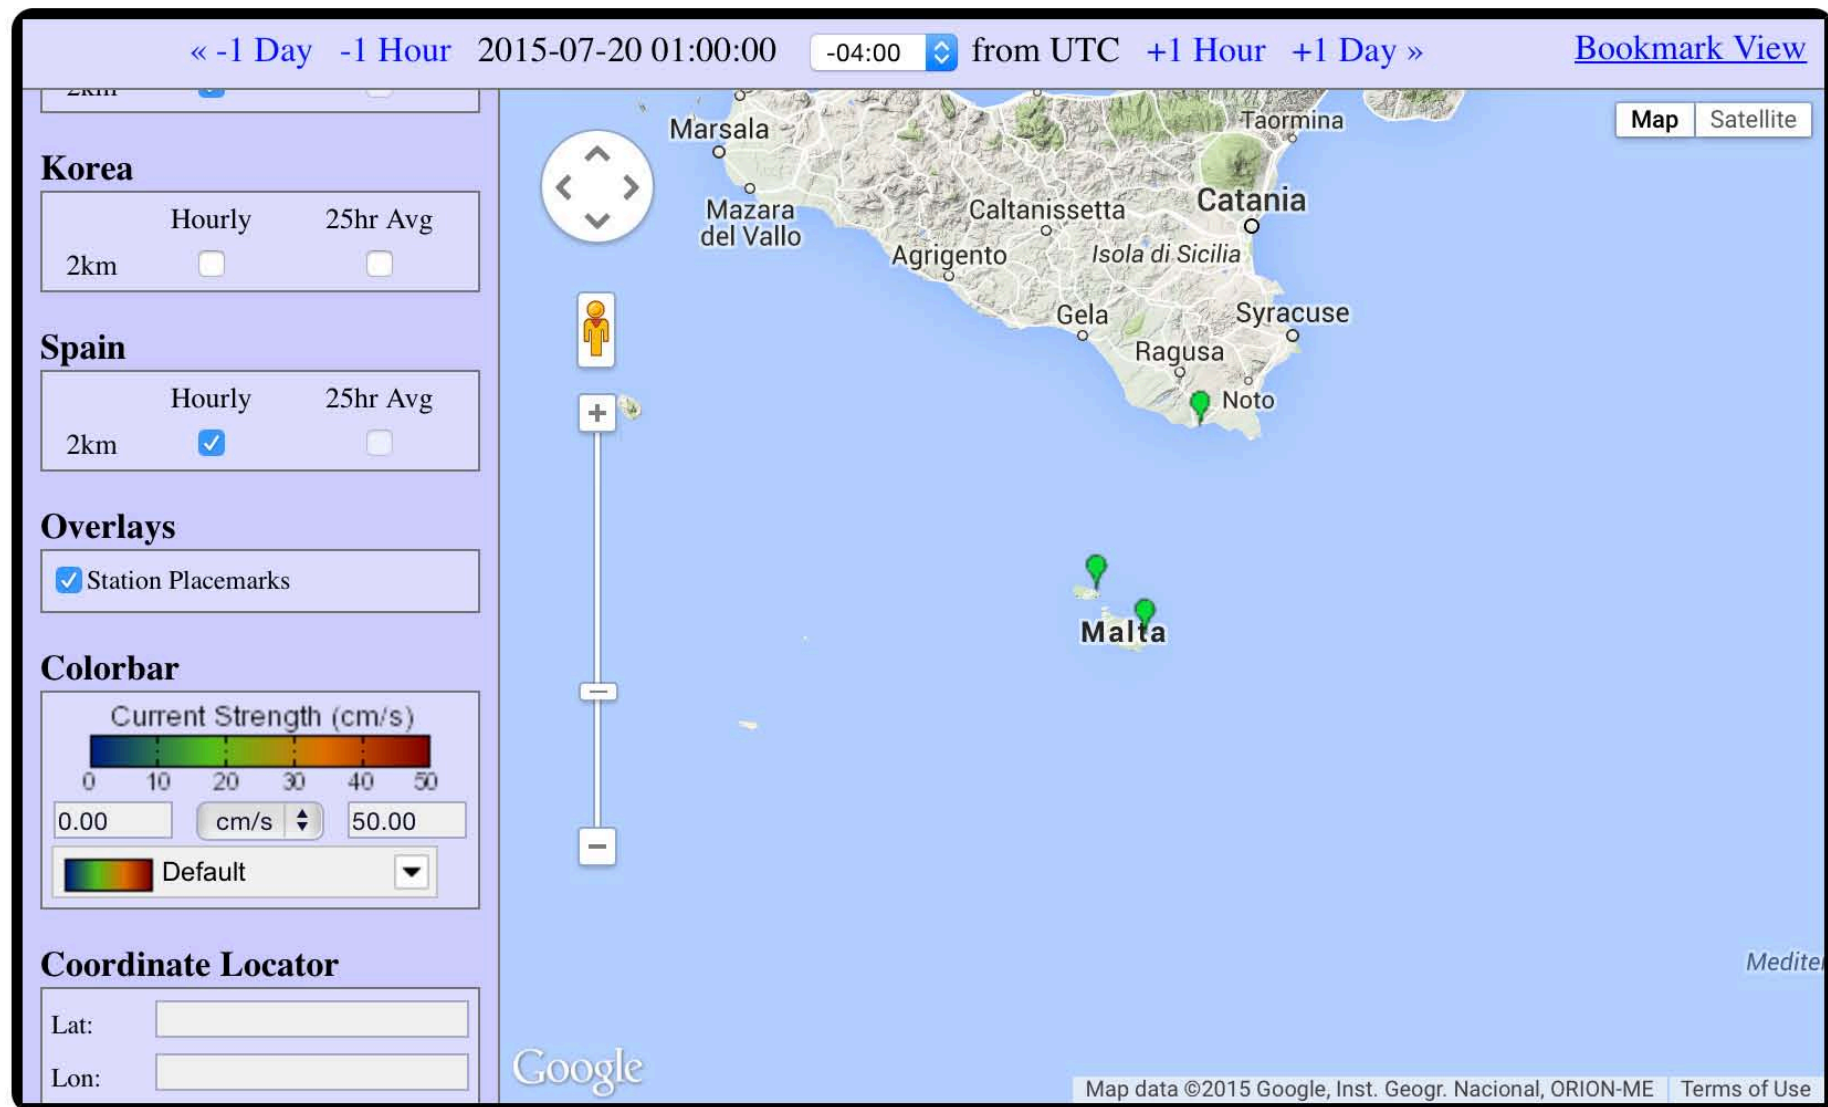 « -1 Day -1 Hour 2015-07-20 01:00:00 -04:00 from UTC +1 Hour +1 Day » Bookmark View
2km
Korea
Hourly 25hr Avg
2km
Spain
Hourly 25hr Avg
2km
Overlays
Station Placemarks
Colorbar
Current Strength (cm/s)
0 10 20 30 40 50
0.00 cm/s 50.00
Default
Coordinate Locator
Lat:
Lon:
Map Satellite
Marsala
Taormina
Mazara
del Vallo
Caltanissetta
Catania
Agrigento
Isola di Sicilia
Gela
Syracuse
Ragusa
Noto
Malta
Medite
Google
Map data ©2015 Google, Inst. Geogr. Nacional, ORION-ME Terms of Use